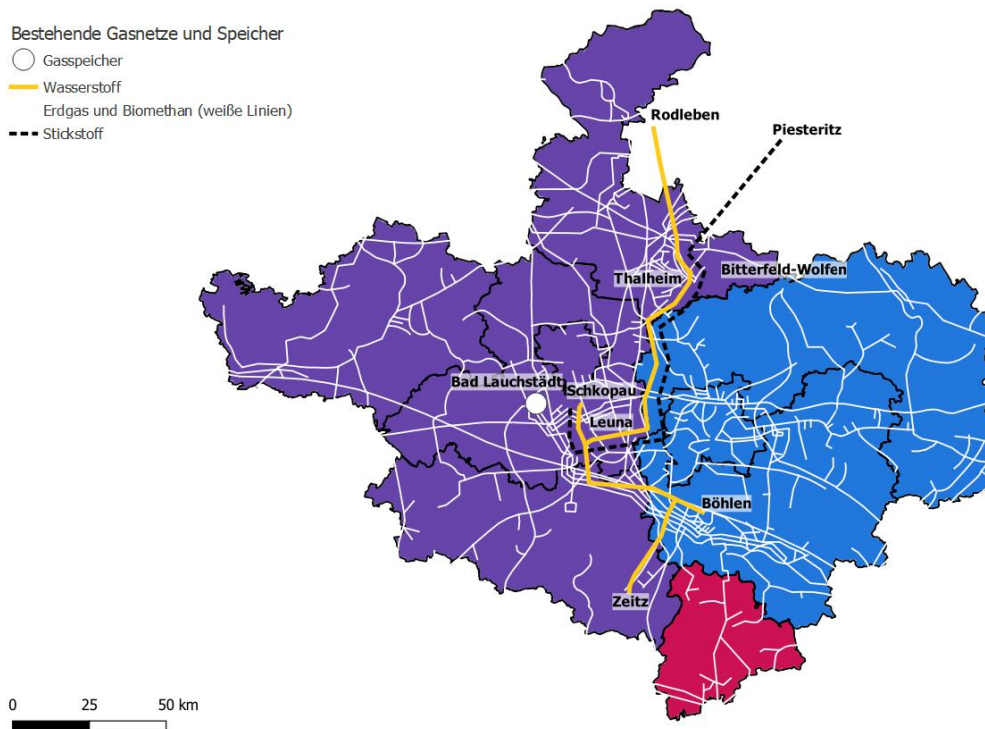 Bestehende Gasnetze und Speicher
Gasspeicher
Wasserstoff
Erdgas und Biomethan (weiße Linien)
Stickstoff
Rodleben
Piesteritz
Thalheim
Bitterfeld-Wolfen
Bad Lauchstädt
Schkopau
Leuna
Böhlen
Zeitz
0 25 50 km